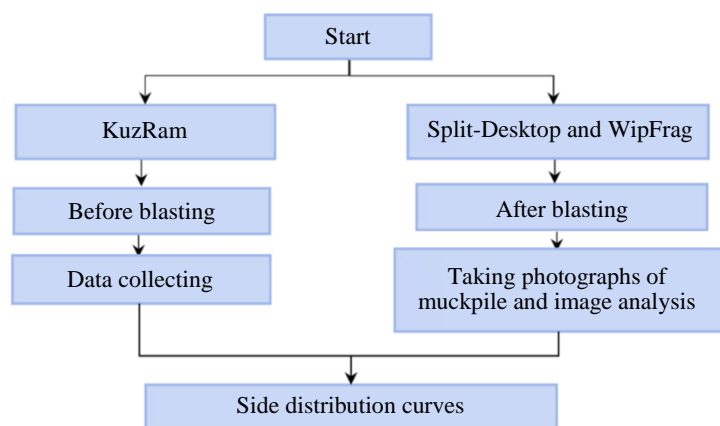 Start
KuzRam
Split-Desktop and WipFrag
Before blasting
After blasting
Data collecting
Taking photographs of
muckpile and image analysis
Side distribution curves